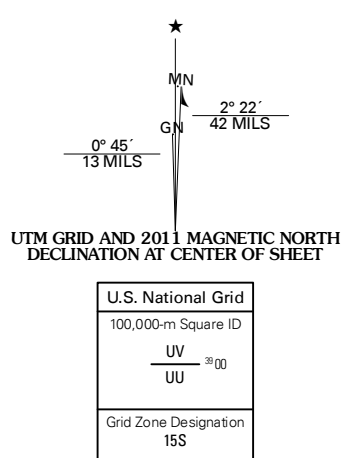 ★
MN
2° 22´
42 MILS
GN
0° 45´
13 MILS
UTM GRID AND 2011 MAGNETIC NORTH
DECLINATION AT CENTER OF SHEET
U.S. National Grid
100,000-m Square ID
UV
³⁹00
UU
Grid Zone Designation
15S